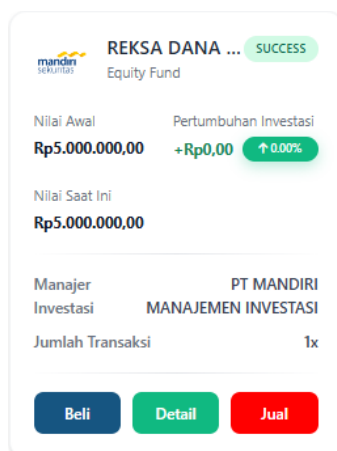 mandiri
sekuritas
REKSA DANA ...
SUCCESS
Equity Fund
Nilai Awal
Pertumbuhan Investasi
Rp5.000.000,00
+Rp0,00
↑ 0.00%
Nilai Saat Ini
Rp5.000.000,00
Manajer
Investasi
PT MANDIRI
MANAJEMEN INVESTASI
Jumlah Transaksi
1x
Beli
Detail
Jual